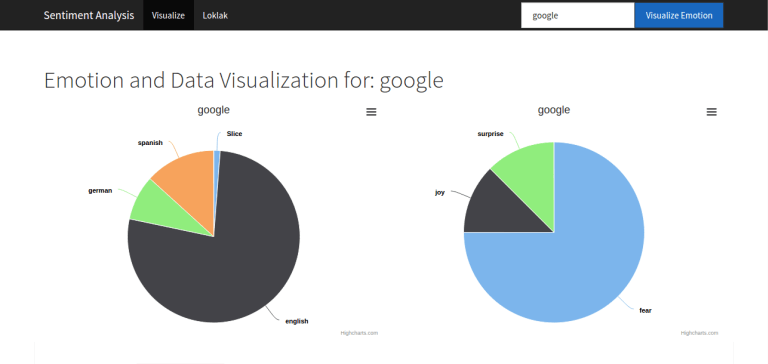 Sentiment Analysis Visualize Loklak google Visualize Emotion
Emotion and Data Visualization for: google
google
Slice
spanish
german
english
Highcharts.com
google
surprise
joy
fear
Highcharts.com